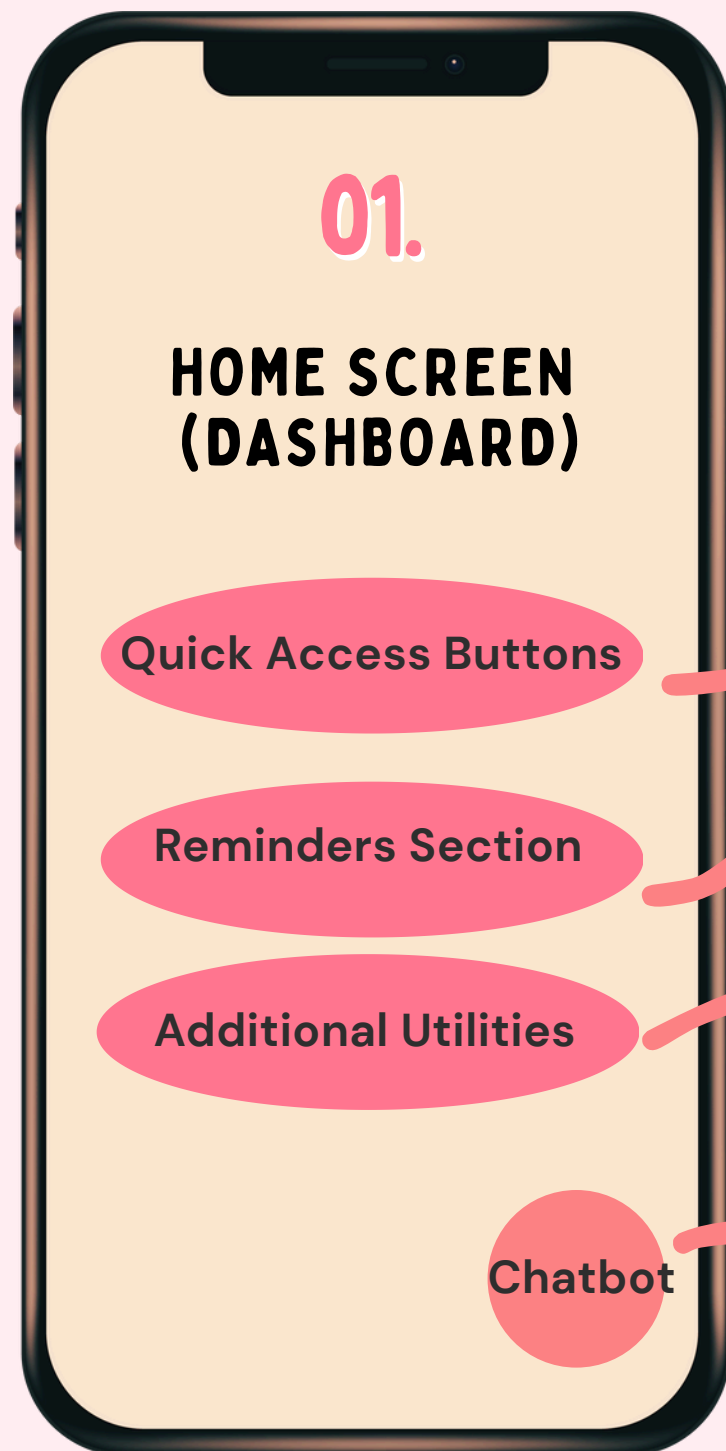 01.
HOME SCREEN
(DASHBOARD)
Quick Access Buttons
Reminders Section
Additional Utilities
Chatbot